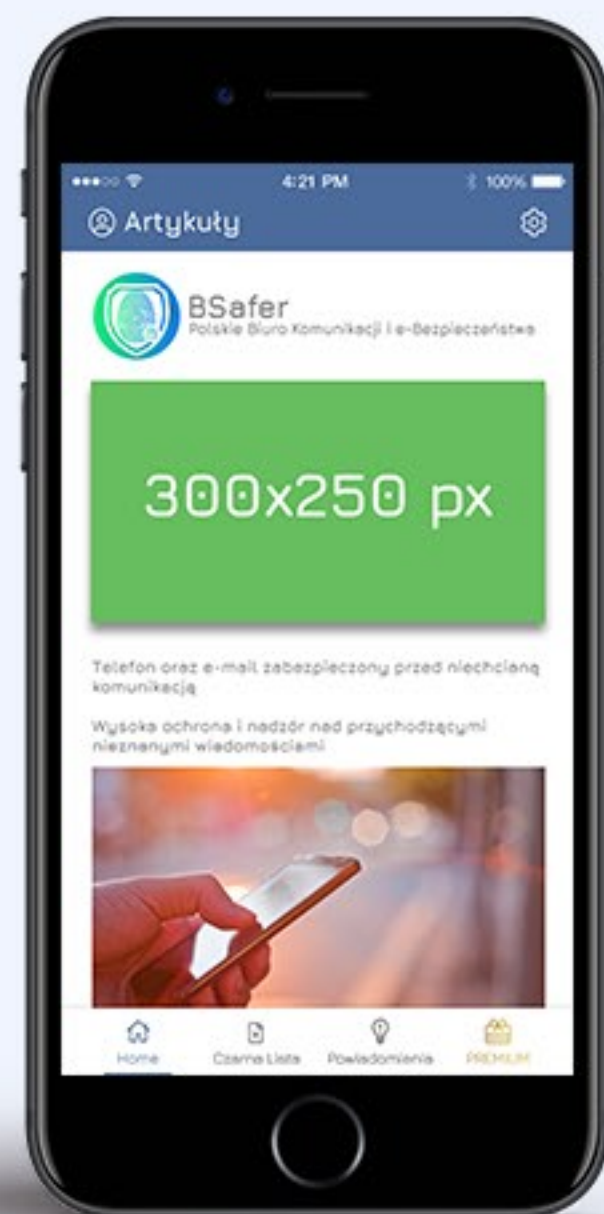 4:21 PM
100%
Artykuły
BSafer
Polskie Biuro Komunikacji i e-Bezpieczeństwa
300x250 px
Telefon oraz e-mail zabezpieczony przed niechcianą
komunikacją
Wysoka ochrona i nadzór nad przychodzącymi
nieznanymi wiadomościami
Home
Czarna Lista
Powiadomienia
PREMIUM